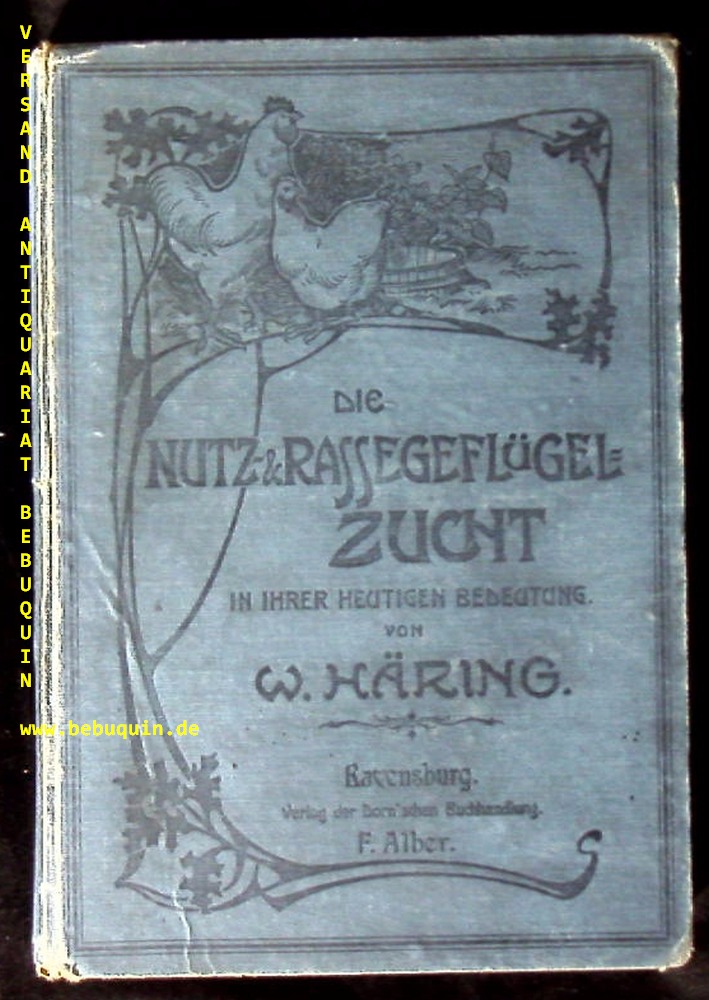 DIE
NUTZ-&RASSEGEFLÜGEL=
ZUCHT
IN IHRER HEUTIGEN BEDEUTUNG.
VON
W. HÄRING.
Ravensburg.
Verlag der Dorn'schen Buchhandlung.
F. Alber.
VERSAND ANTIQUARIAT BEBUQUIN
www.bebuquin.de